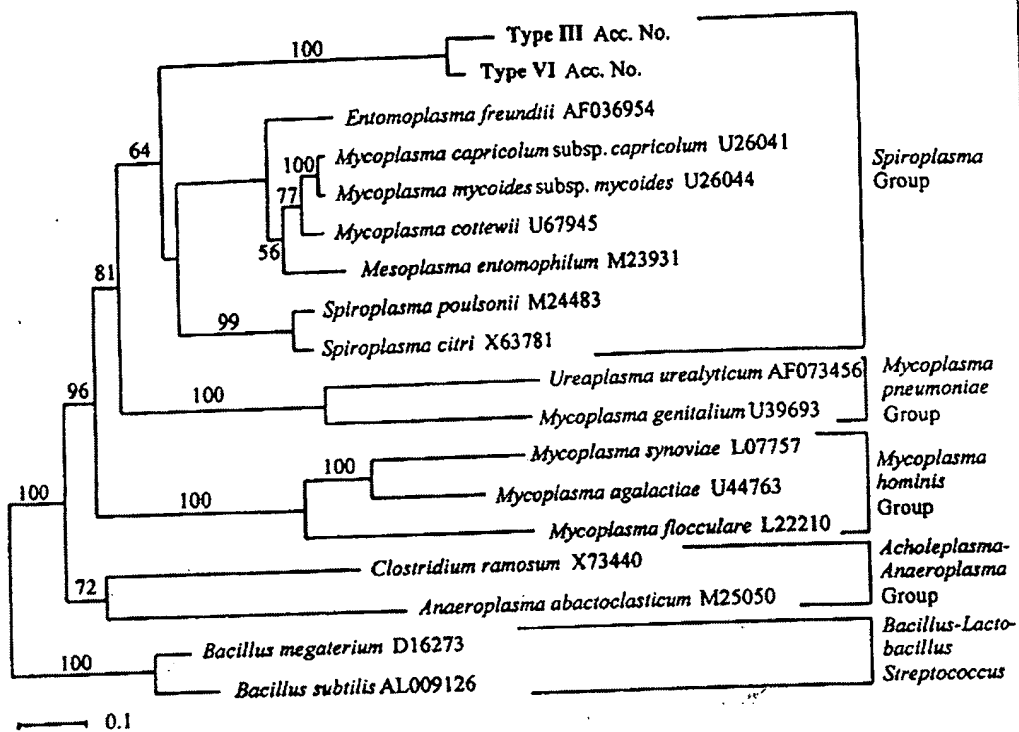 100
Type III Acc. No.
Type VI Acc. No.
Entomoplasma freundtii AF036954
64
100
Mycoplasma capricolum subsp. capricolum U26041
Spiroplasma
Group
77
Mycoplasma mycoides subsp. mycoides U26044
Mycoplasma cottewii U67945
56
Mesoplasma entomophilum M23931
81
Spiroplasma poulsonii M24483
99
Spiroplasma citri X63781
Ureaplasma urealyticum AF073456
Mycoplasma
pneumoniae
Group
96
100
Mycoplasma genitalium U39693
Mycoplasma synoviae L07757
Mycoplasma
hominis
Group
100
Mycoplasma agalactiae U44763
100
100
Mycoplasma flocculare L22210
Clostridium ramosum X73440
Acholeplasma-
Anaeroplasma
Group
72
Anaeroplasma abactoclasticum M25050
Bacillus megaterium D16273
Bacillus-Lacto-
bacillus
Streptococcus
100
Bacillus subtilis AL009126
0.1